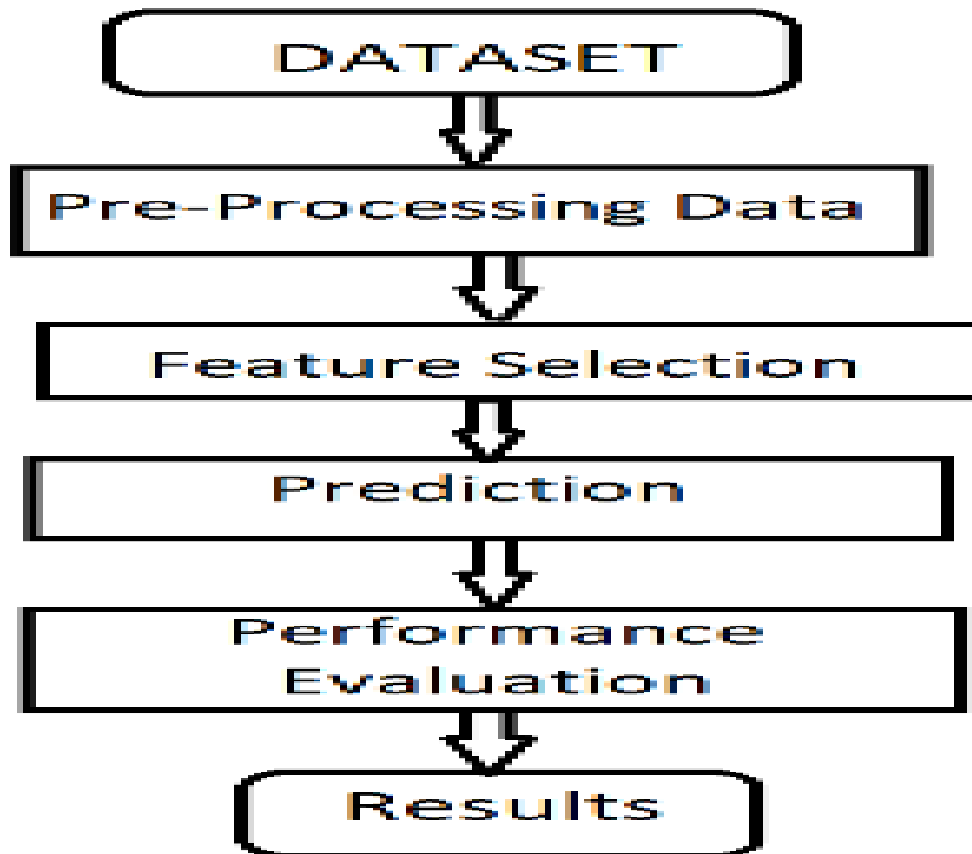 DATASET
Pre-Processing Data
Feature Selection
Prediction
Performance
Evaluation
Results